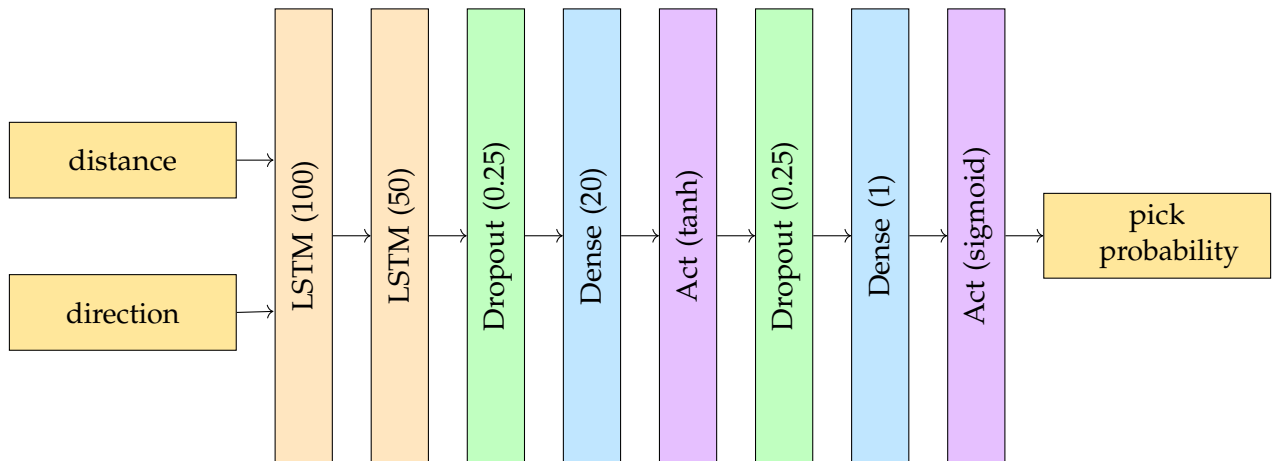 distance
direction
LSTM (100)
LSTM (50)
Dropout (0.25)
Dense (20)
Act (tanh)
Dropout (0.25)
Dense (1)
Act (sigmoid)
pick
probability